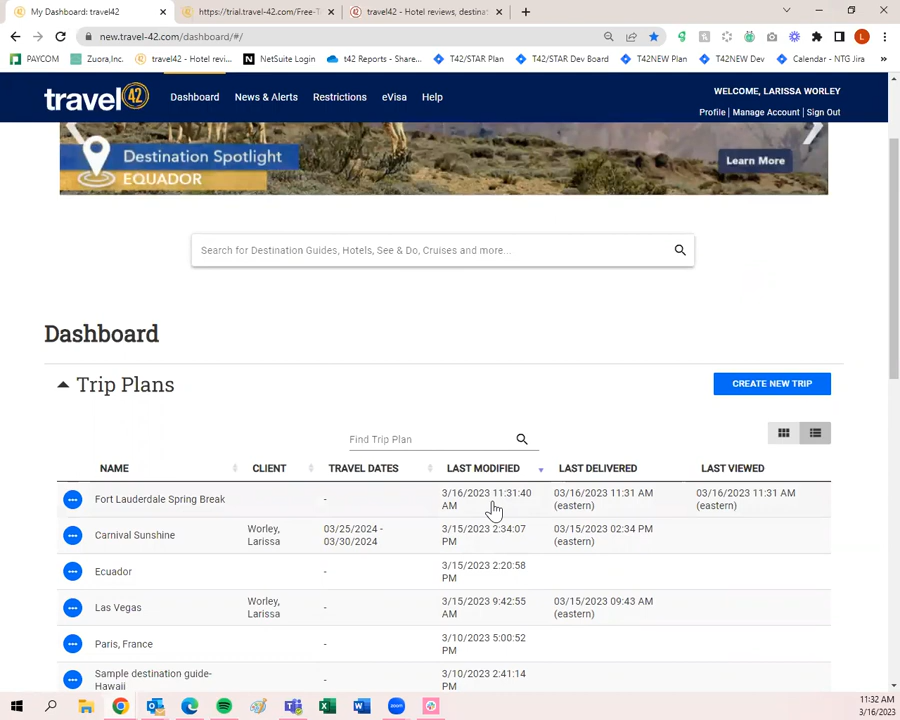 My Dashboard: travel42
https://trial.travel-42.com/Free-T
travel42 - Hotel reviews, destinat
new.travel-42.com/dashboard/#/
PAYCOM
Zuora,Inc.
travel42 - Hotel revi...
NetSuite Login
t42 Reports - Share...
T42/STAR Plan
T42/STAR Dev Board
T42NEW Plan
T42NEW Dev
Calendar - NTG Jira
travel 42
Dashboard
News & Alerts
Restrictions
eVisa
Help
WELCOME, LARISSA WORLEY
Profile | Manage Account | Sign Out
Destination Spotlight
EQUADOR
Learn More
Search for Destination Guides, Hotels, See & Do, Cruises and more...
Dashboard
Trip Plans
CREATE NEW TRIP
Find Trip Plan
NAME CLIENT TRAVEL DATES LAST MODIFIED LAST DELIVERED LAST VIEWED
Fort Lauderdale Spring Break - 3/16/2023 11:31:40 03/16/2023 11:31 AM 03/16/2023 11:31 AM
AM (eastern) (eastern)
Carnival Sunshine Worley, 03/25/2024 - 3/15/2023 2:34:07 03/15/2023 02:34 PM
Larissa 03/30/2024 PM (eastern)
Ecuador - 3/15/2023 2:20:58
PM
Las Vegas Worley, - 3/15/2023 9:42:55 03/15/2023 09:43 AM
Larissa AM (eastern)
Paris, France - 3/10/2023 5:00:52
PM
Sample destination guide- - 3/10/2023 2:41:14
Hawaii PM
11:32 AM
3/16/2023